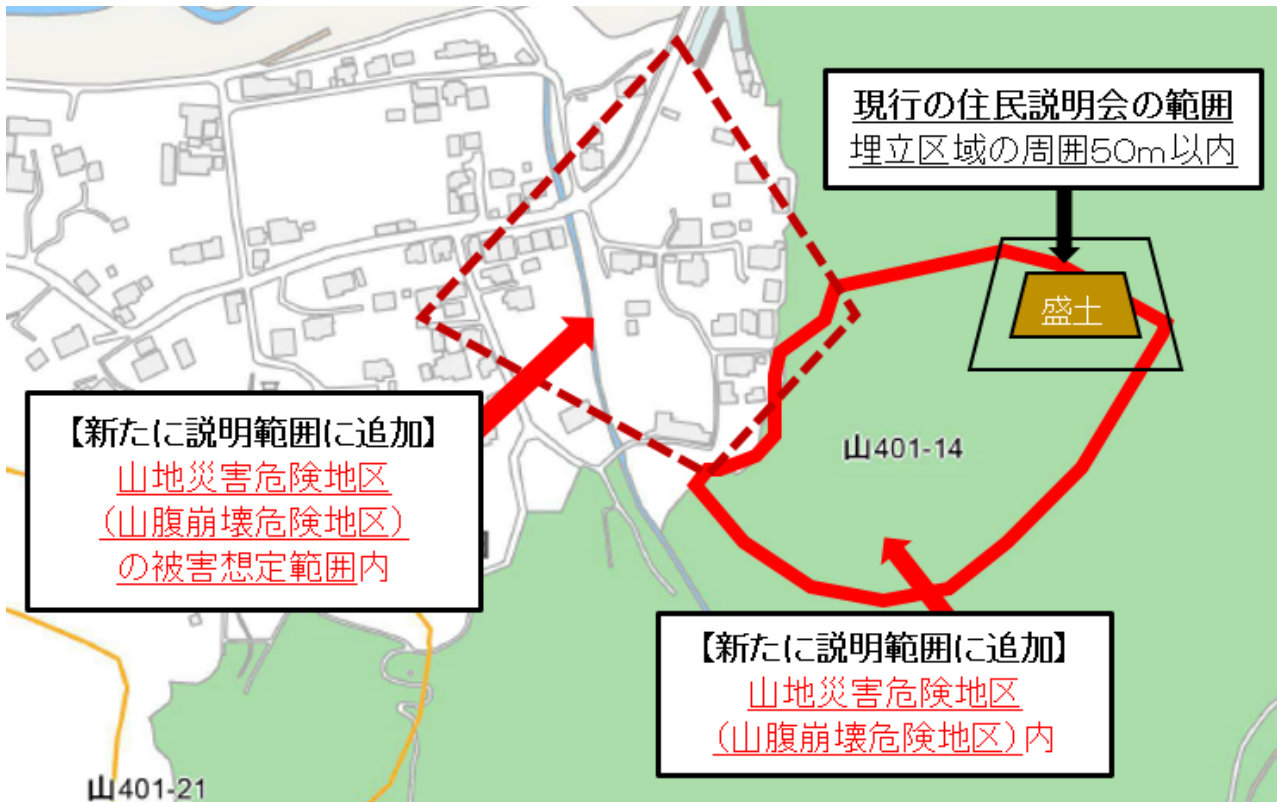 現行の住民説明会の範囲
埋立区域の周囲50m以内
盛土
【新たに説明範囲に追加】
山地災害危険地区
(山腹崩壊危険地区)
の被害想定範囲内
山401-14
【新たに説明範囲に追加】
山地災害危険地区
(山腹崩壊危険地区)内
山401-21